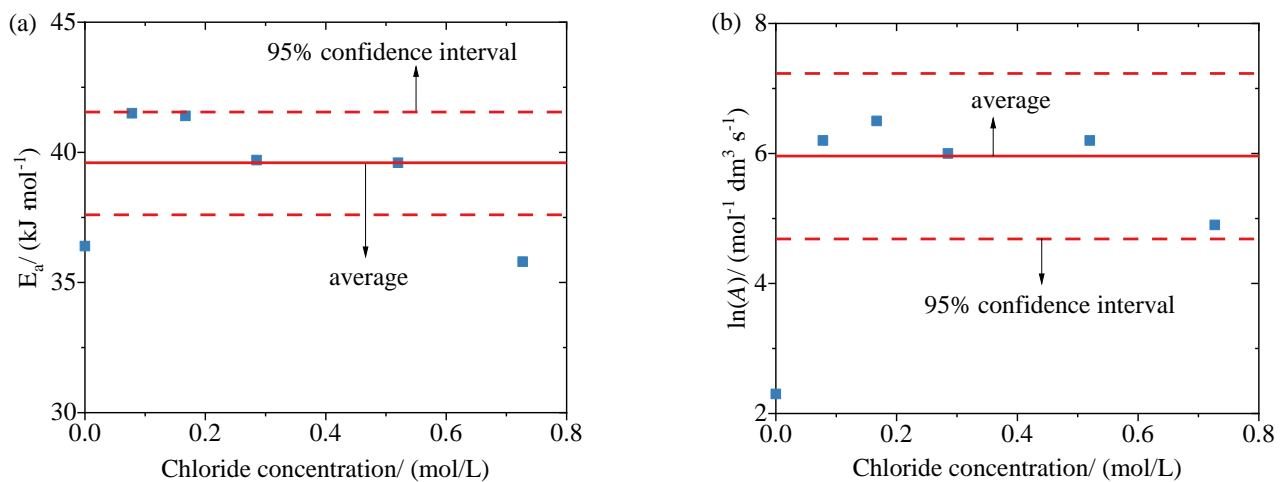 (a)
45
95% confidence interval
40
35
30
average
Eₐ/ (kJ mol⁻¹)
0.0 0.2 0.4 0.6 0.8
Chloride concentration/ (mol/L)
(b)
8
average
6
4
2
95% confidence interval
ln(A)/ (mol⁻¹ dm³ s⁻¹)
0.0 0.2 0.4 0.6 0.8
Chloride concentration/ (mol/L)